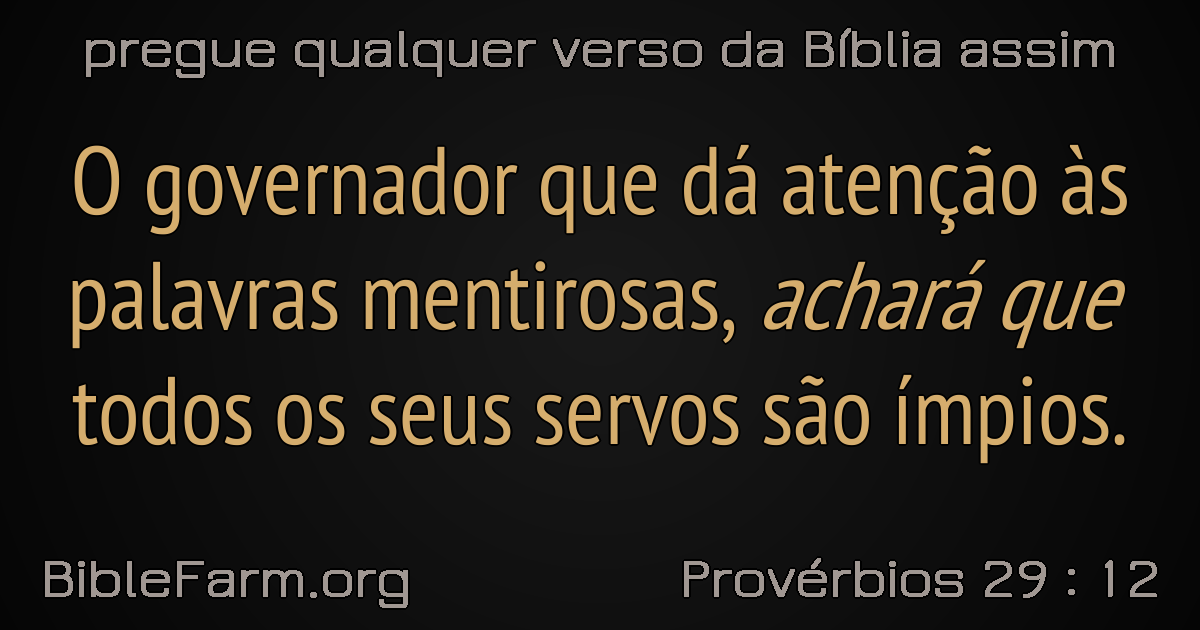 pregue qualquer verso da Bíblia assim
O governador que dá atenção às
palavras mentirosas, achará que
todos os seus servos são ímpios.
BibleFarm.org
Provérbios 29 : 12